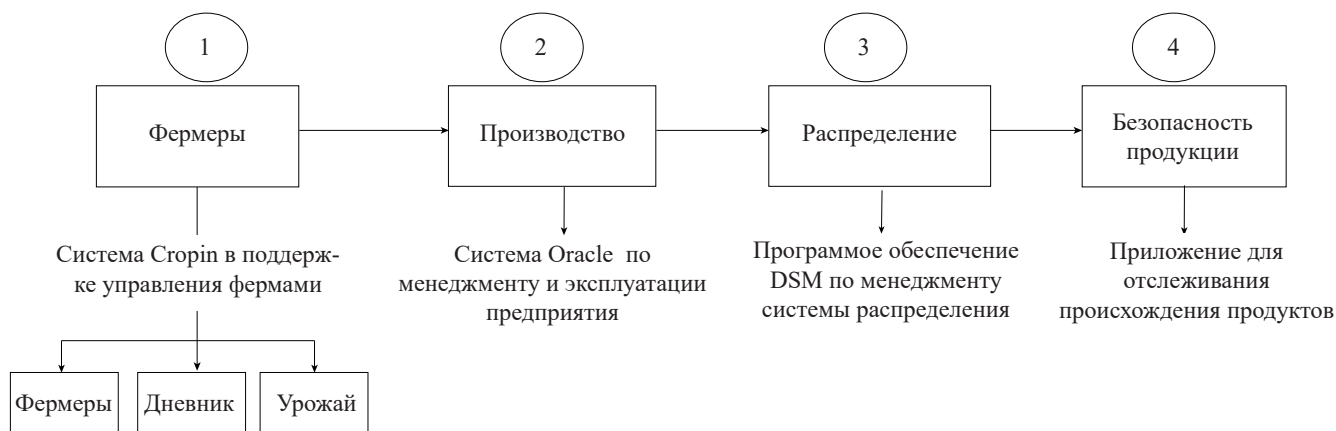 1
2
3
4
Фермеры
Производство
Распределение
Безопасность
продукции
Система Cropin в поддерж-
ке управления фермами
Система Oracle по
менеджменту и эксплуатации
предприятия
Программое обеспечение
DSM по менеджменту
системы распределения
Приложение для
отслеживания
происхождения продуктов
Фермеры
Дневник
Урожай